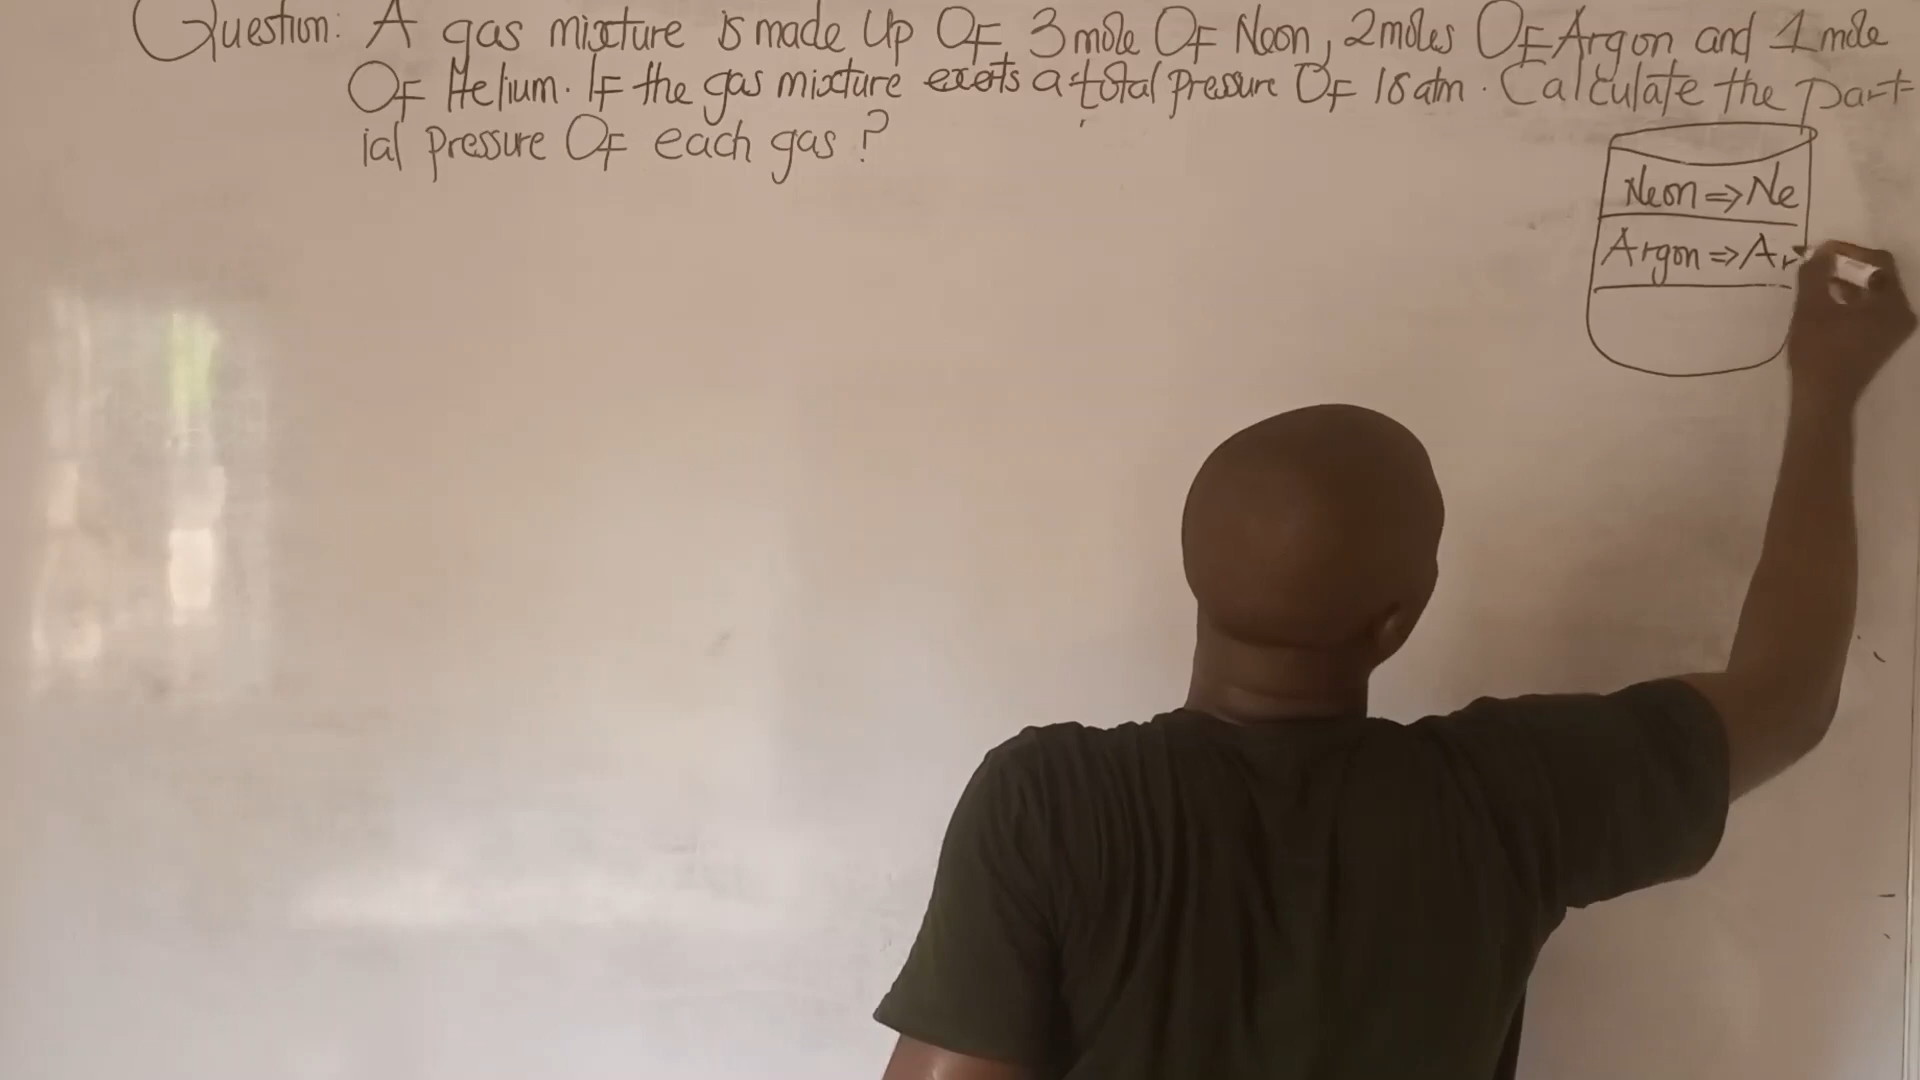 Question: A gas mixture is made Up Of 3 mole Of Neon, 2 moles Of Argon and 1 mole
Of Helium. If the gas mixture exerts a total pressure Of 18 atm. Calculate the part-
ial pressure Of each gas?
Neon ⇒ Ne
Argon ⇒ Ar